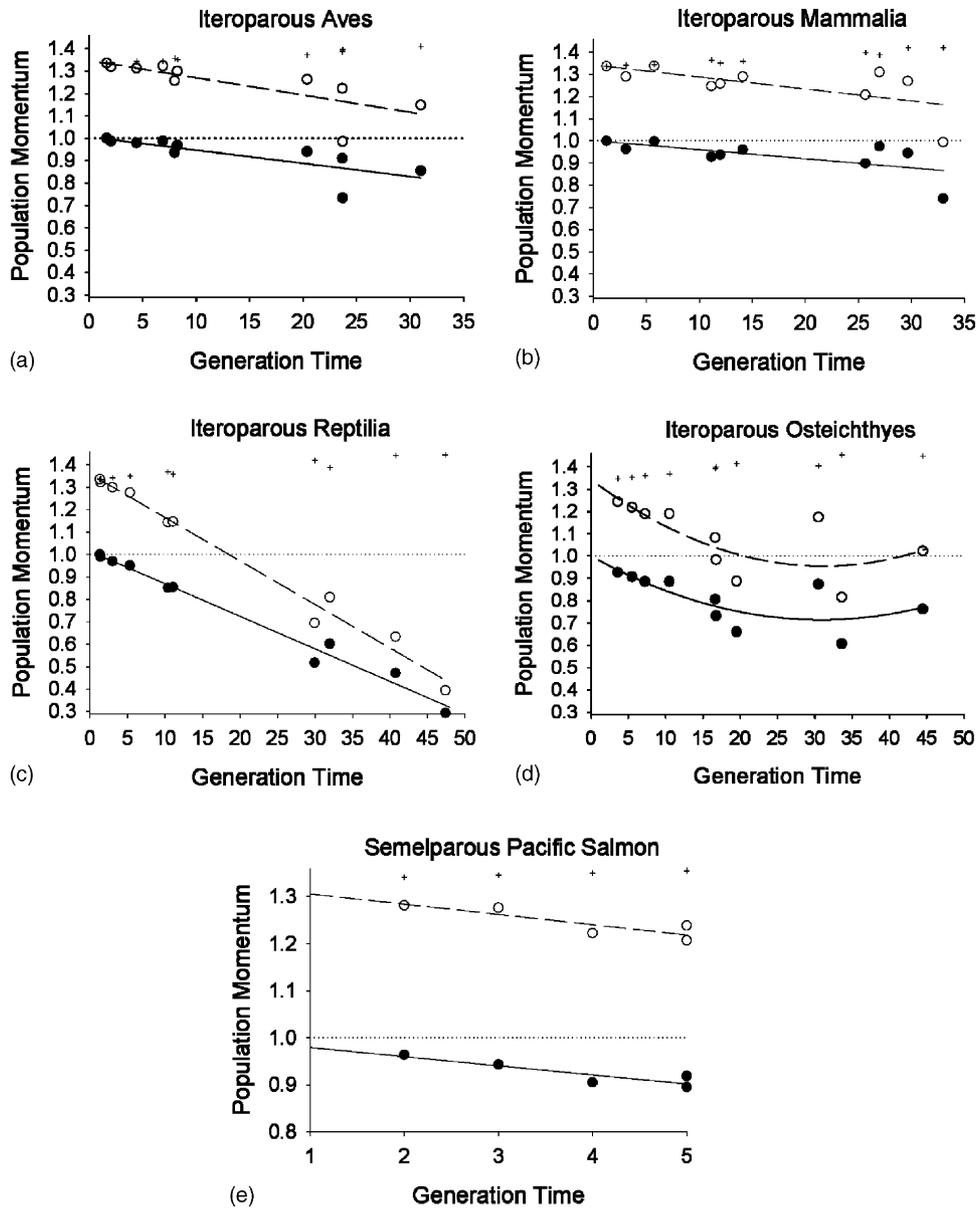 Iteroparous Aves
1.4
1.3
1.2
1.1
1.0
0.9
0.8
0.7
0.6
0.5
0.4
0.3
Population Momentum
0 5 10 15 20 25 30 35
(a) Generation Time
Iteroparous Mammalia
1.4
1.3
1.2
1.1
1.0
0.9
0.8
0.7
0.6
0.5
0.4
0.3
Population Momentum
0 5 10 15 20 25 30 35
(b) Generation Time
Iteroparous Reptilia
1.4
1.3
1.2
1.1
1.0
0.9
0.8
0.7
0.6
0.5
0.4
0.3
Population Momentum
0 5 10 15 20 25 30 35 40 45 50
(c) Generation Time
Iteroparous Osteichthyes
1.4
1.3
1.2
1.1
1.0
0.9
0.8
0.7
0.6
0.5
0.4
0.3
Population Momentum
0 5 10 15 20 25 30 35 40 45 50
(d) Generation Time
Semelparous Pacific Salmon
1.3
1.2
1.0
0.9
0.8
Population Momentum
1 2 3 4 5
(e) Generation Time